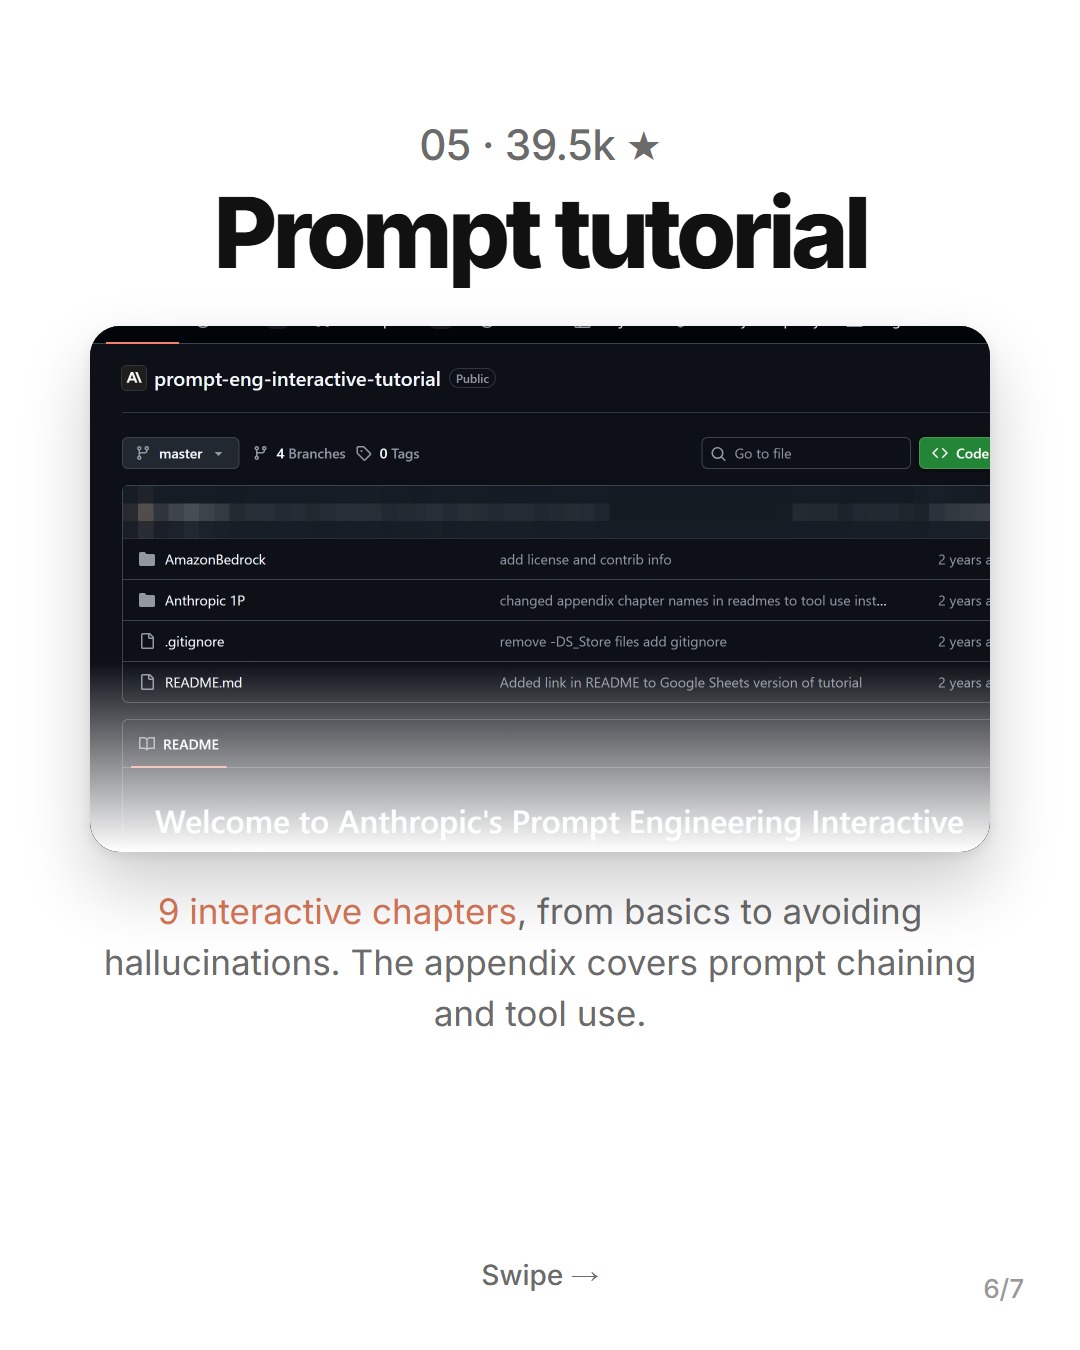 05 · 39.5k ★
Prompt tutorial
prompt-eng-interactive-tutorial Public
master 4 Branches 0 Tags Go to file Code
AmazonBedrock add license and contrib info 2 years a
Anthropic 1P changed appendix chapter names in readmes to tool use inst... 2 years a
.gitignore remove -DS_Store files add gitignore 2 years a
README.md Added link in README to Google Sheets version of tutorial 2 years a
README
Welcome to Anthropic's Prompt Engineering Interactive
9 interactive chapters, from basics to avoiding
hallucinations. The appendix covers prompt chaining
and tool use.
Swipe →
6/7